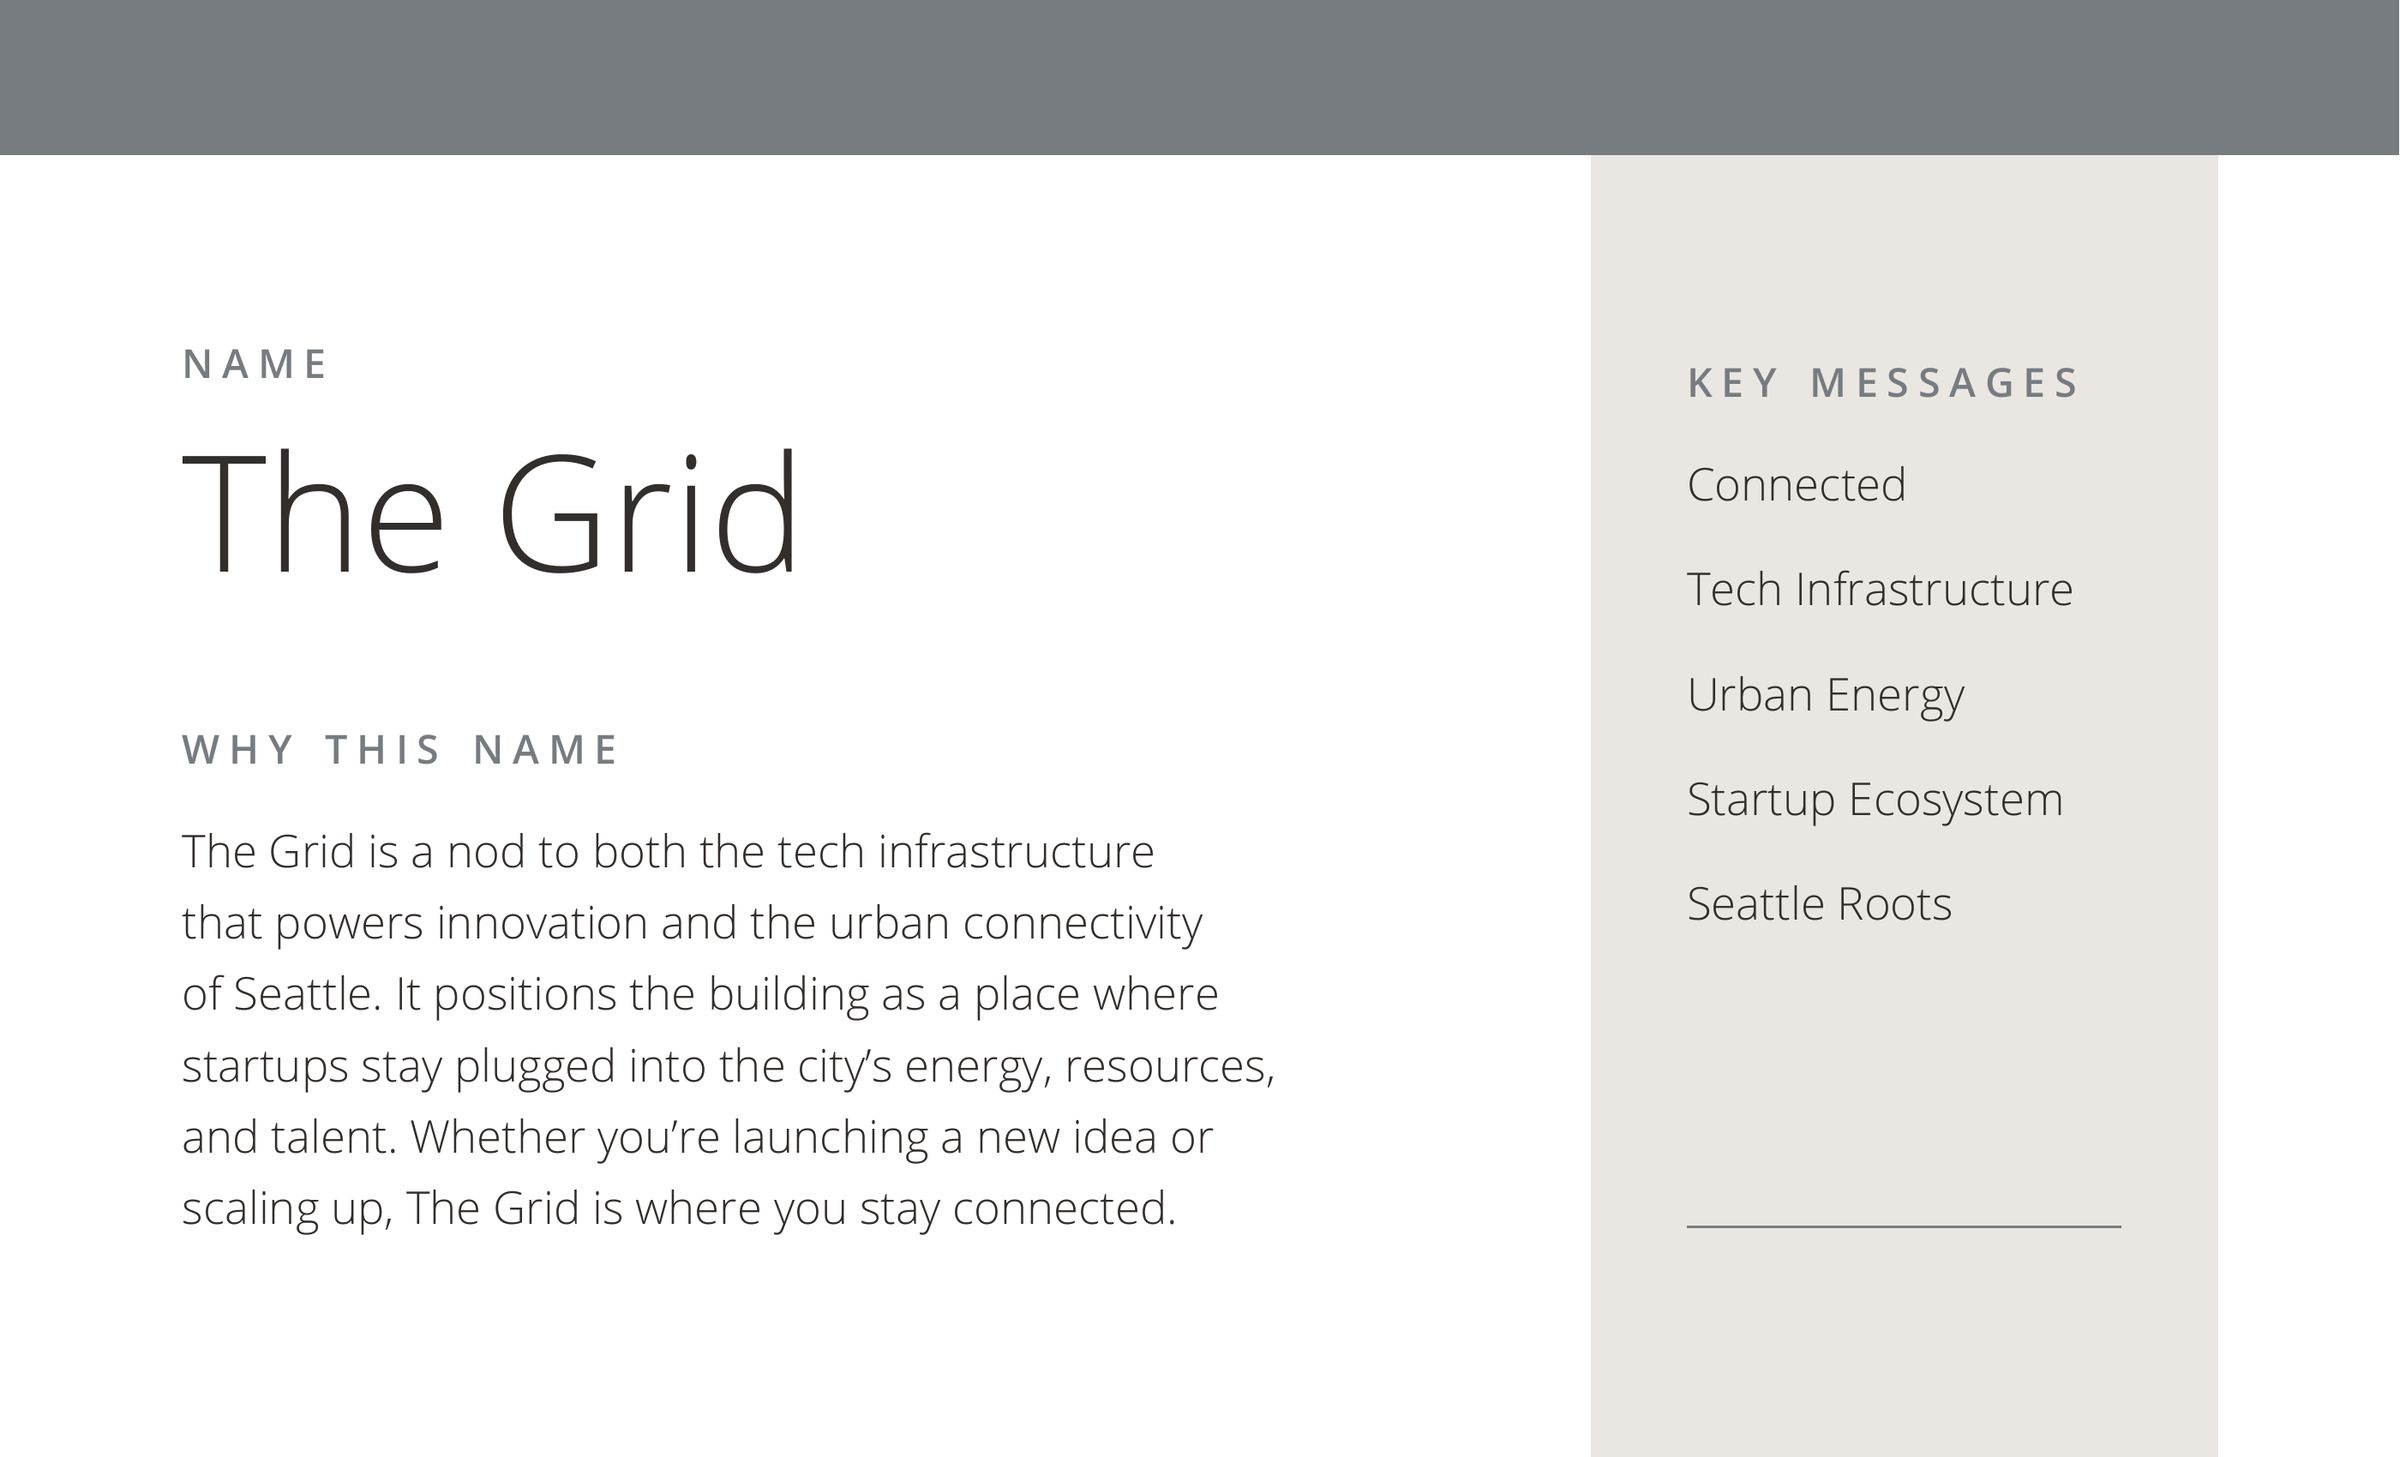 NAME
The Grid
WHY THIS NAME
The Grid is a nod to both the tech infrastructure
that powers innovation and the urban connectivity
of Seattle. It positions the building as a place where
startups stay plugged into the city’s energy, resources,
and talent. Whether you’re launching a new idea or
scaling up, The Grid is where you stay connected.
KEY MESSAGES
Connected
Tech Infrastructure
Urban Energy
Startup Ecosystem
Seattle Roots